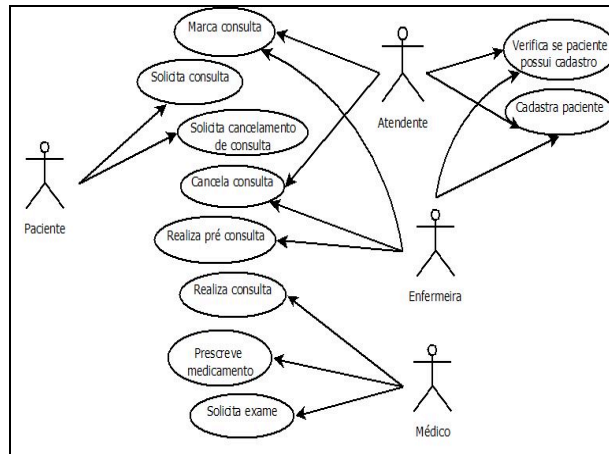 Marca consulta
Solicita consulta
Solicita cancelamento
de consulta
Cancela consulta
Realiza pré consulta
Realiza consulta
Prescreve
medicamento
Solicita exame
Paciente
Atendente
Verifica se paciente
possui cadastro
Cadastra paciente
Enfermeira
Médico